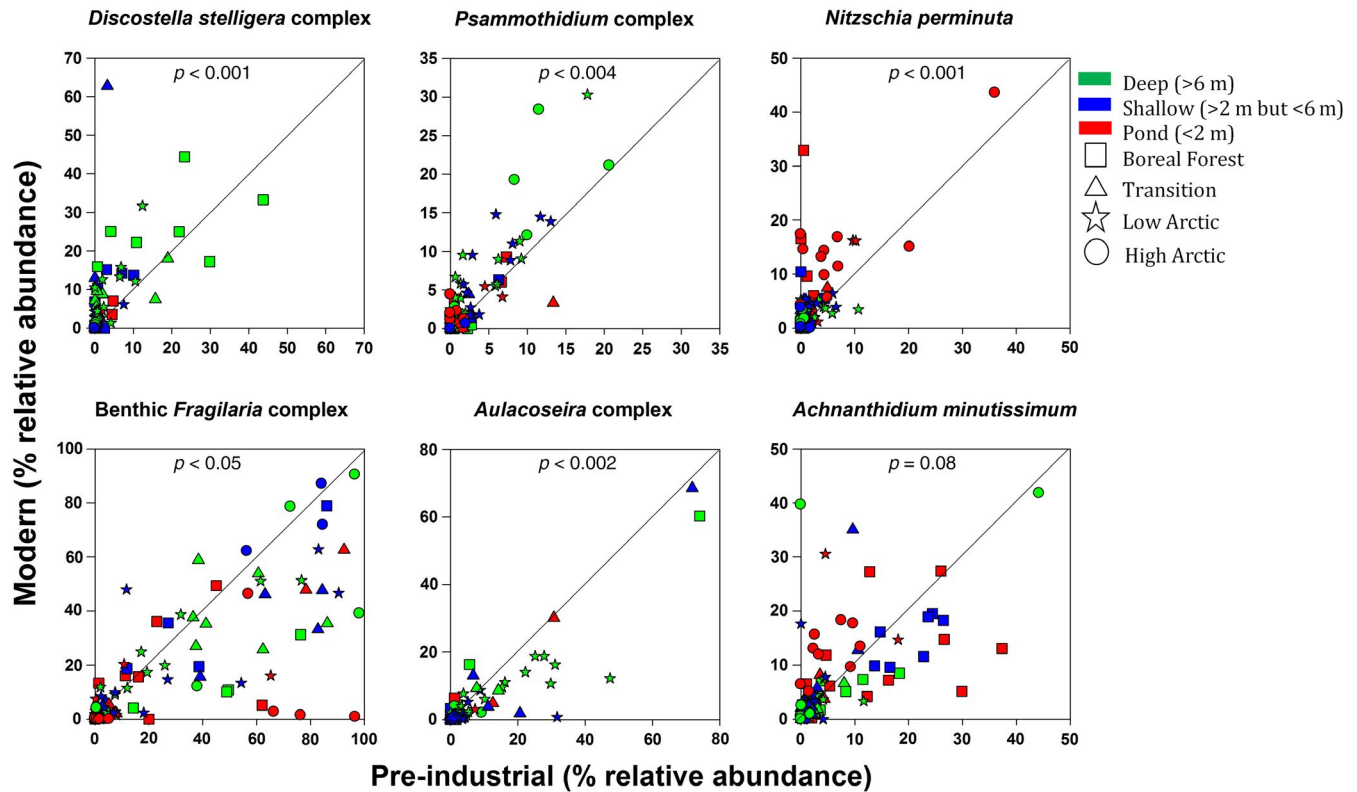 Discostella stelligera complex
Psammothidium complex
Nitzschia perminuta
70
60
50
40
30
20
10
0
p < 0.001
0 10 20 30 40 50 60 70
35
30
25
20
15
10
5
0
p < 0.004
0 5 10 15 20 25 30 35
50
40
30
20
10
0
p < 0.001
0 10 20 30 40 50
Deep (>6 m)
Shallow (>2 m but <6 m)
Pond (<2 m)
Boreal Forest
Transition
Low Arctic
High Arctic
Modern (% relative abundance)
Benthic Fragilaria complex
Aulacoseira complex
Achnanthidium minutissimum
100
80
60
40
20
0
p < 0.05
0 20 40 60 80 100
80
60
40
20
0
p < 0.002
0 20 40 60 80
50
40
30
20
10
0
p = 0.08
0 10 20 30 40 50
Pre-industrial (% relative abundance)